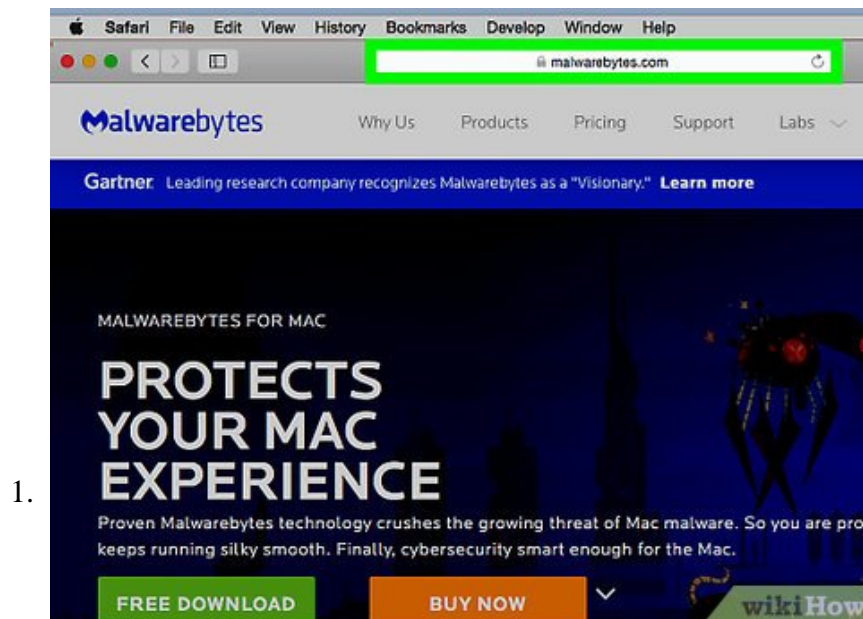 Safari File Edit View History Bookmarks Develop Window Help
malwarebytes.com
Malwarebytes Why Us Products Pricing Support Labs
Gartner Leading research company recognizes Malwarebytes as a "Visionary." Learn more
MALWAREBYTES FOR MAC
PROTECTS
YOUR MAC
EXPERIENCE
1.
Proven Malwarebytes technology crushes the growing threat of Mac malware. So you are pro
keeps running silky smooth. Finally, cybersecurity smart enough for the Mac.
FREE DOWNLOAD BUY NOW
wikiHow